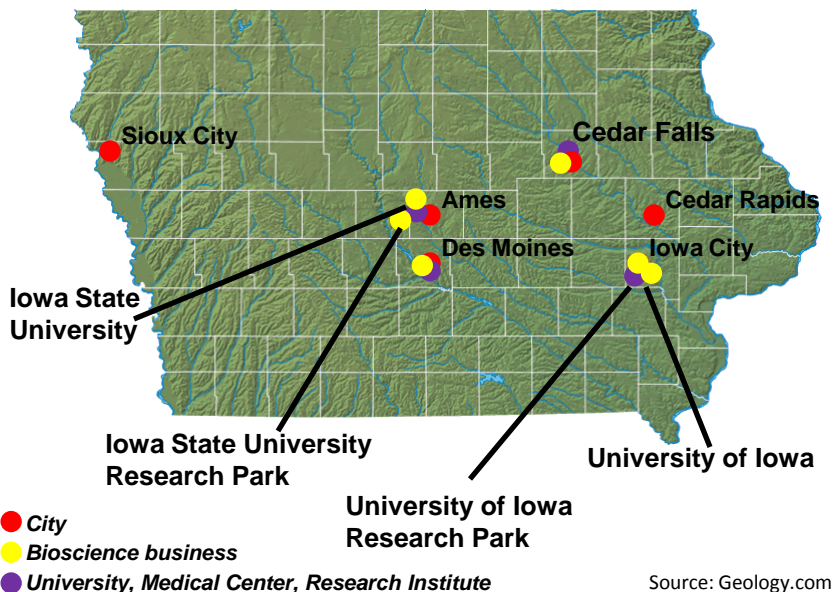 Sioux City
Cedar Falls
Ames
Cedar Rapids
Des Moines
Iowa City
Iowa State
University
Iowa State University
Research Park
University of Iowa
University of Iowa
Research Park
City
Bioscience business
University, Medical Center, Research Institute
Source: Geology.com